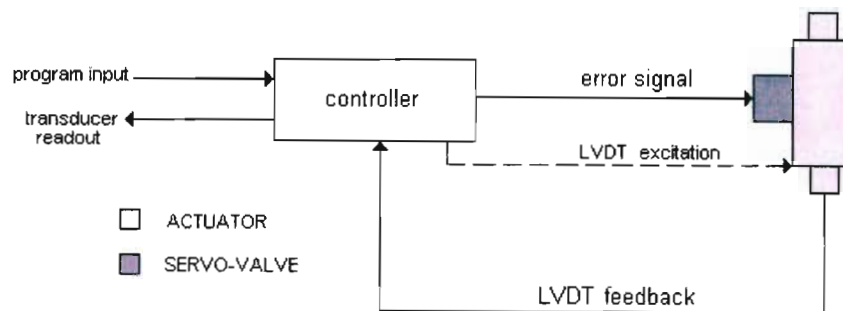 program input
controller
error signal
transducer
readout
LVDT excitation
ACTUATOR
SERVO-VALVE
LVDT feedback